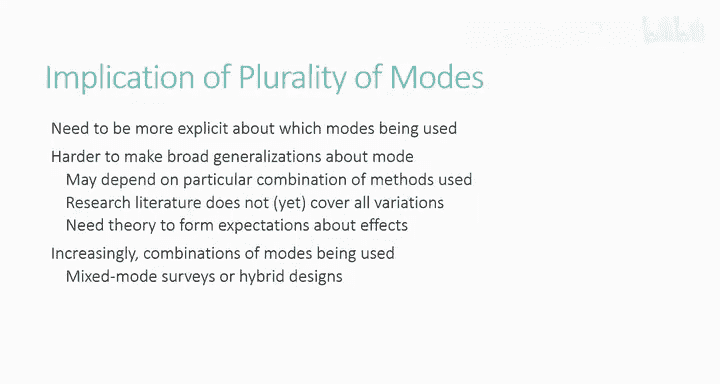 Implication of Plurality of Modes
Need to be more explicit about which modes being used
Harder to make broad generalizations about mode
May depend on particular combination of methods used
Research literature does not (yet) cover all variations
Need theory to form expectations about effects
Increasingly, combinations of modes being used
Mixed-mode surveys or hybrid designs